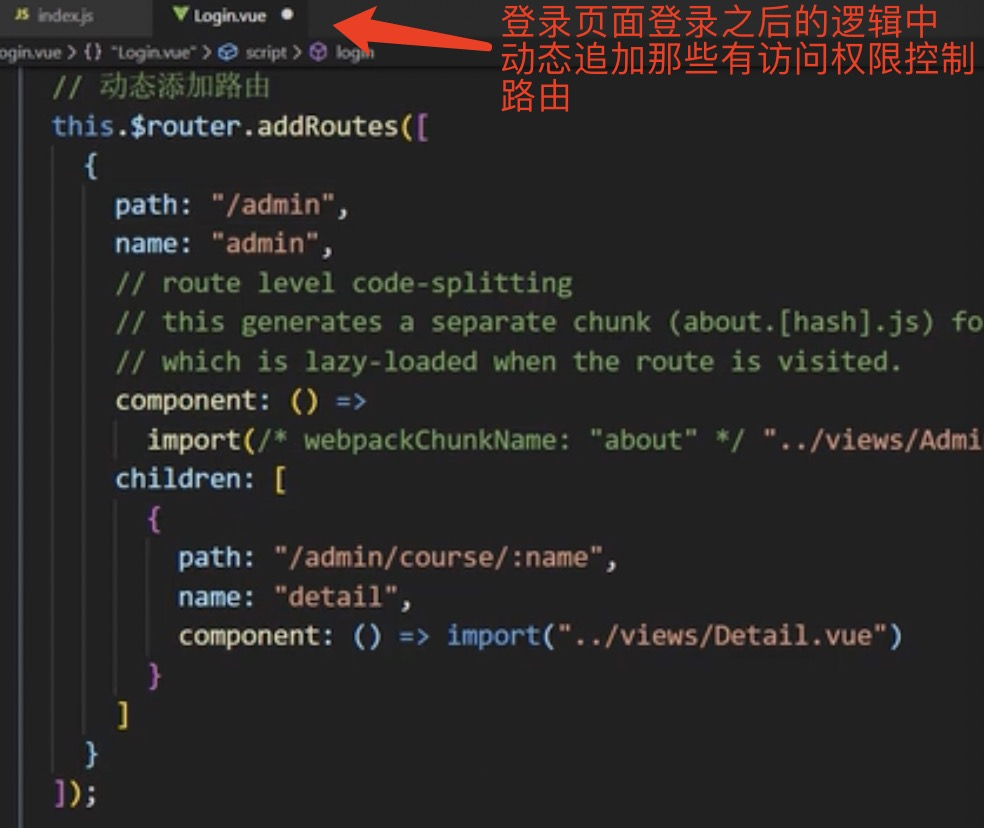 JS index.js
Login.vue
登录页面登录之后的逻辑中
动态追加那些有访问权限控制
路由
ogin.vue > {} "Login.vue" > script > login
// 动态添加路由
this.$router.addRoutes([
{
path: "/admin",
name: "admin",
// route level code-splitting
// this generates a separate chunk (about.[hash].js) fo
// which is lazy-loaded when the route is visited.
component: () =>
import(/* webpackChunkName: "about" */ "../views/Admi
children: [
{
path: "/admin/course/:name",
name: "detail",
component: () => import("../views/Detail.vue")
}
]
}
]);